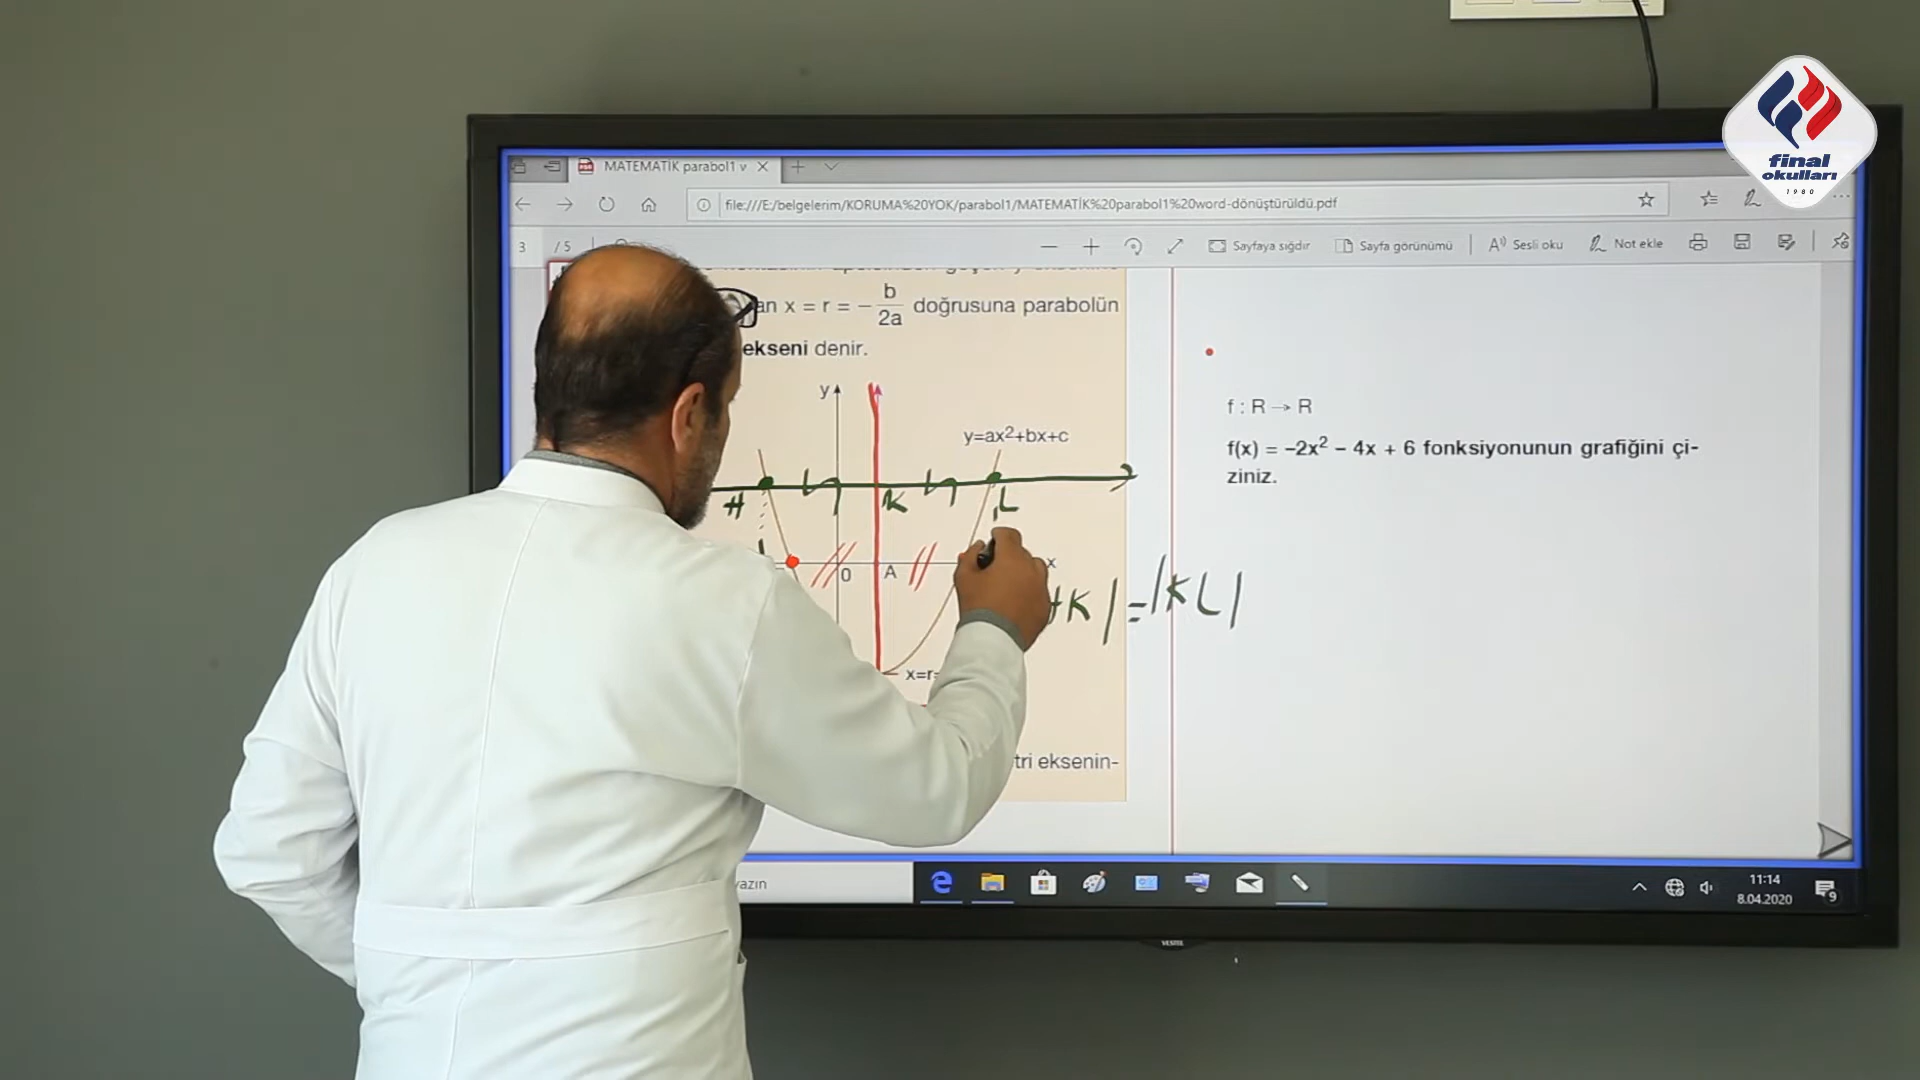 final
okulları
1980
MATEMATİK parabol1 v
file:///E:/belgelerim/KORUMA%20YOK/parabol1/MATEMATİK%20parabol1%20word-dönüştürüldü.pdf
3 /5
Sayfaya sığdır
Sayfa görünümü
Sesli oku
Not ekle
an x = r = - b/2a doğrusuna parabolün
ekseni denir.
y
y=ax²+bx+c
H
K
L
0
A
x
K|=|KL|
x=r=
tri eksenin-
f : R → R
f(x) = –2x² – 4x + 6 fonksiyonunun grafiğini çi-
ziniz.
yazın
11:14
8.04.2020
9
VESTEL